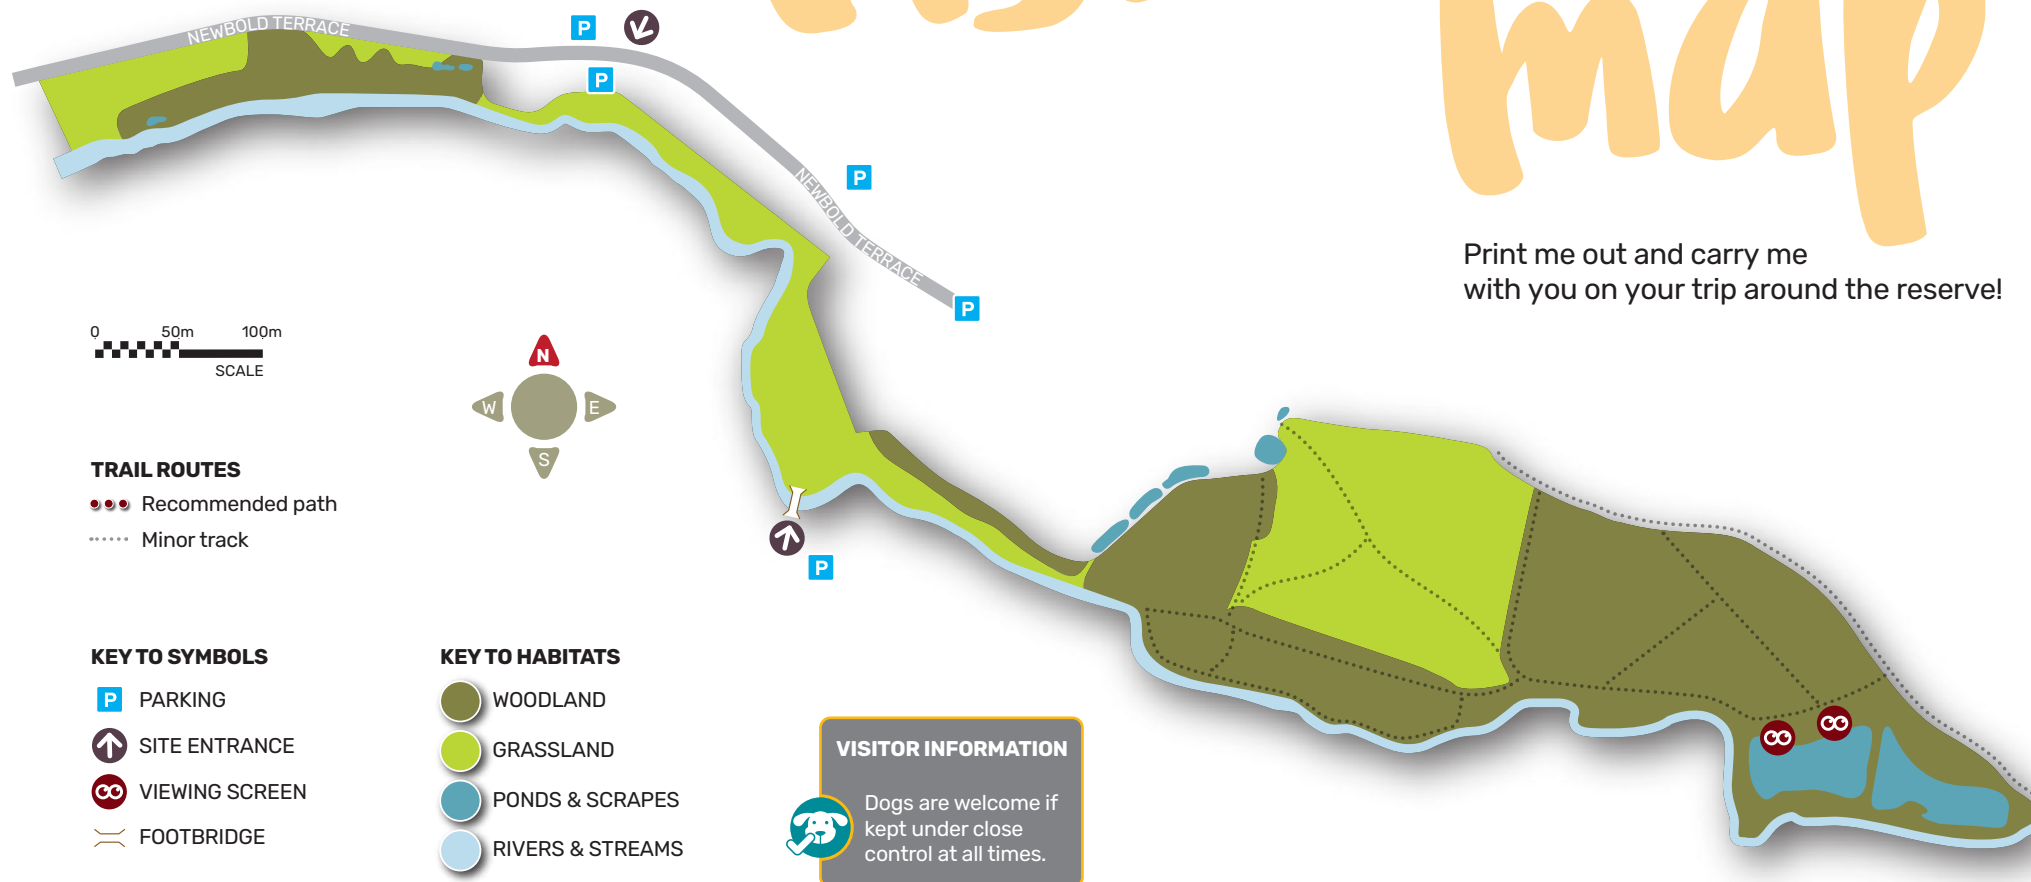 map
Print me out and carry me
with you on your trip around the reserve!
NEWBOLD TERRACE
P
P
NEWBOLD TERRACE
P
P
0 50m 100m
SCALE
N
W E
S
TRAIL ROUTES
Recommended path
Minor track
P
KEY TO SYMBOLS
P PARKING
SITE ENTRANCE
VIEWING SCREEN
FOOTBRIDGE
KEY TO HABITATS
WOODLAND
GRASSLAND
PONDS & SCRAPES
RIVERS & STREAMS
VISITOR INFORMATION
Dogs are welcome if
kept under close
control at all times.